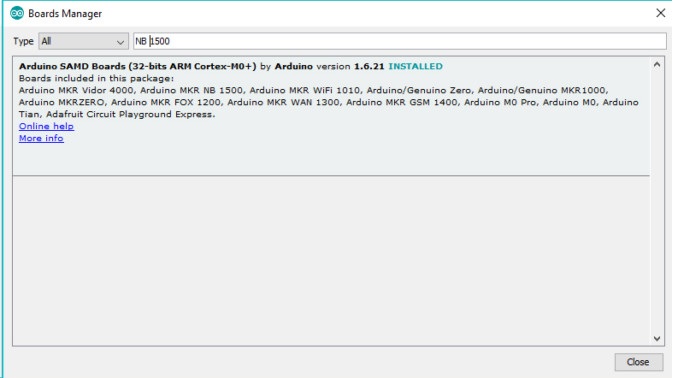 Boards Manager
Type All NB 1500
Arduino SAMD Boards (32-bits ARM Cortex-M0+) by Arduino version 1.6.21 INSTALLED
Boards included in this package:
Arduino MKR Vidor 4000, Arduino MKR NB 1500, Arduino MKR WiFi 1010, Arduino/Genuino Zero, Arduino/Genuino MKR1000,
Arduino MKRZERO, Arduino MKR FOX 1200, Arduino MKR WAN 1300, Arduino MKR GSM 1400, Arduino M0 Pro, Arduino M0, Arduino
Tian, Adafruit Circuit Playground Express.
Online help
More info
Close